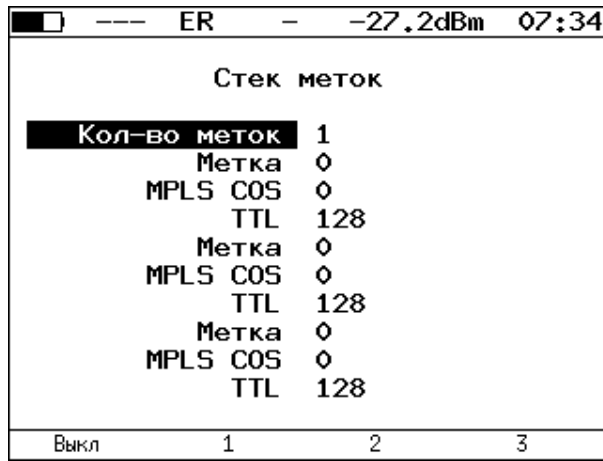 --- ER - -27.2dBm 07:34
Стек меток
Кол-во меток 1
Метка 0
MPLS COS 0
TTL 128
Метка 0
MPLS COS 0
TTL 128
Метка 0
MPLS COS 0
TTL 128
Выкл 1 2 3